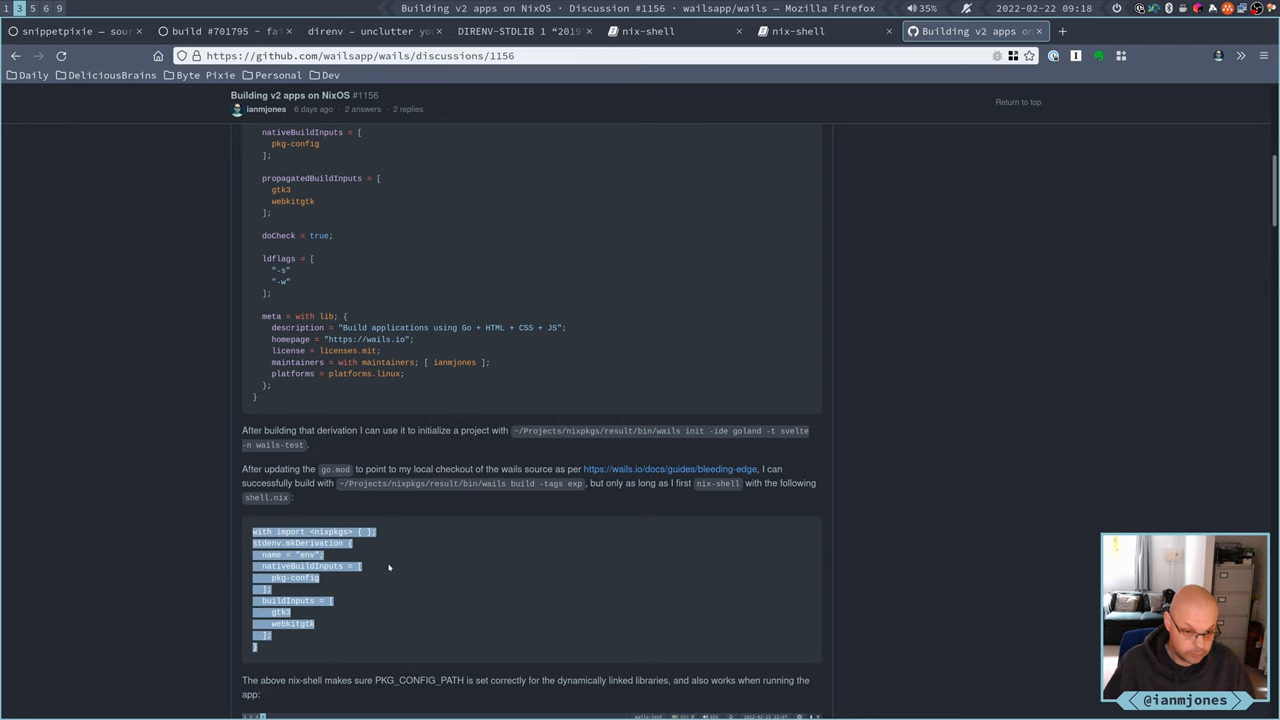 1 3 5 6 9
Building v2 apps on NixOS · Discussion #1156 · wailsapp/wails — Mozilla Firefox
35%
2022-02-22 09:18
snippetpixie — sour
build #701795 - fai
direnv – unclutter yo
DIRENV-STDLIB 1 "2019
nix-shell
nix-shell
Building v2 apps on
https://github.com/wailsapp/wails/discussions/1156
Daily
DeliciousBrains
Byte Pixie
Personal
Dev
Building v2 apps on NixOS #1156
ianmjones 6 days ago · 2 answers · 2 replies
Return to top
nativeBuildInputs = [
pkg-config
];
propagatedBuildInputs = [
gtk3
webkitgtk
];
doCheck = true;
ldflags = [
"-s"
"-w"
];
meta = with lib; {
description = "Build applications using Go + HTML + CSS + JS";
homepage = "https://wails.io";
license = licenses.mit;
maintainers = with maintainers; [ ianmjones ];
platforms = platforms.linux;
};
}
After building that derivation I can use it to initialize a project with ~/Projects/nixpkgs/result/bin/wails init -ide goland -t svelte
-n wails-test.
After updating the go.mod to point to my local checkout of the wails source as per https://wails.io/docs/guides/bleeding-edge, I can
successfully build with ~/Projects/nixpkgs/result/bin/wails build -tags exp, but only as long as I first nix-shell with the following
shell.nix:
with import <nixpkgs> { };
stdenv.mkDerivation {
name = "env";
nativeBuildInputs = [
pkg-config
];
buildInputs = [
gtk3
webkitgtk
];
}
The above nix-shell makes sure PKG_CONFIG_PATH is set correctly for the dynamically linked libraries, and also works when running the
app:
wails-test
@ianmjones